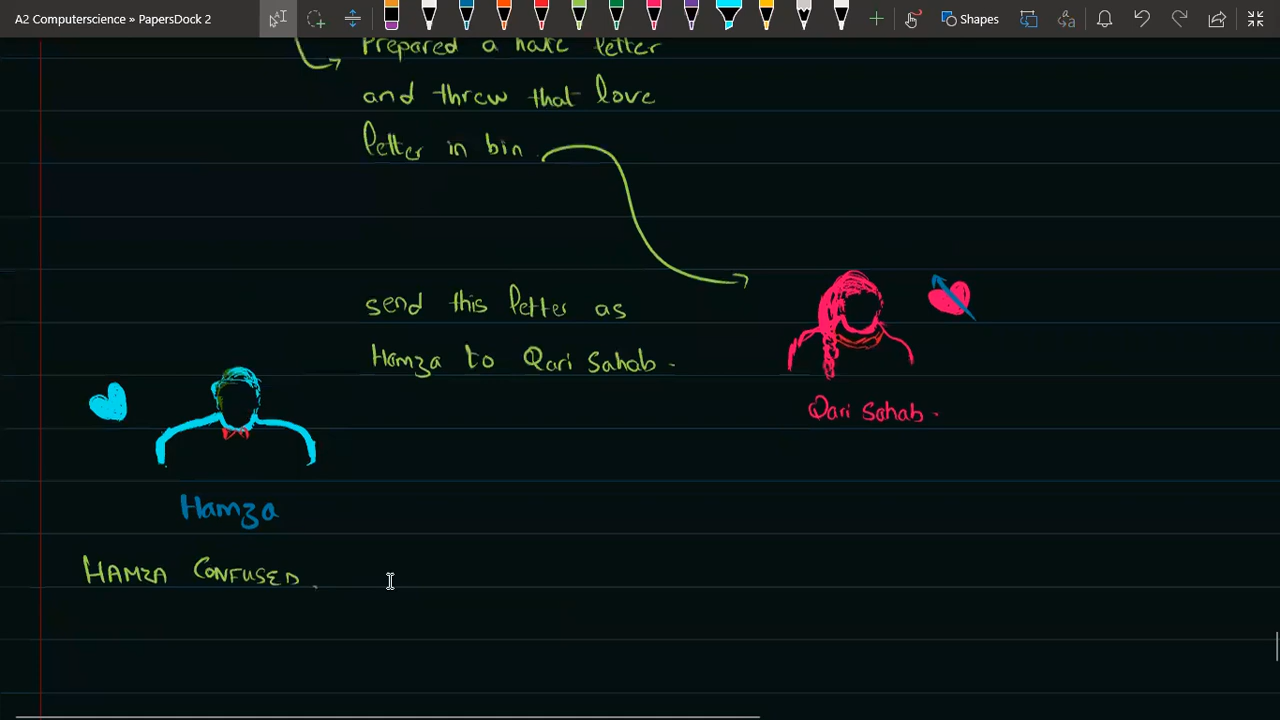 A2 Computerscience » PapersDock 2
Shapes
Prepared a hate letter
and threw that love
letter in bin.
send this letter as
Hamza to Qari Sahab.
Qari Sahab.
Hamza
HAMZA CONFUSED.